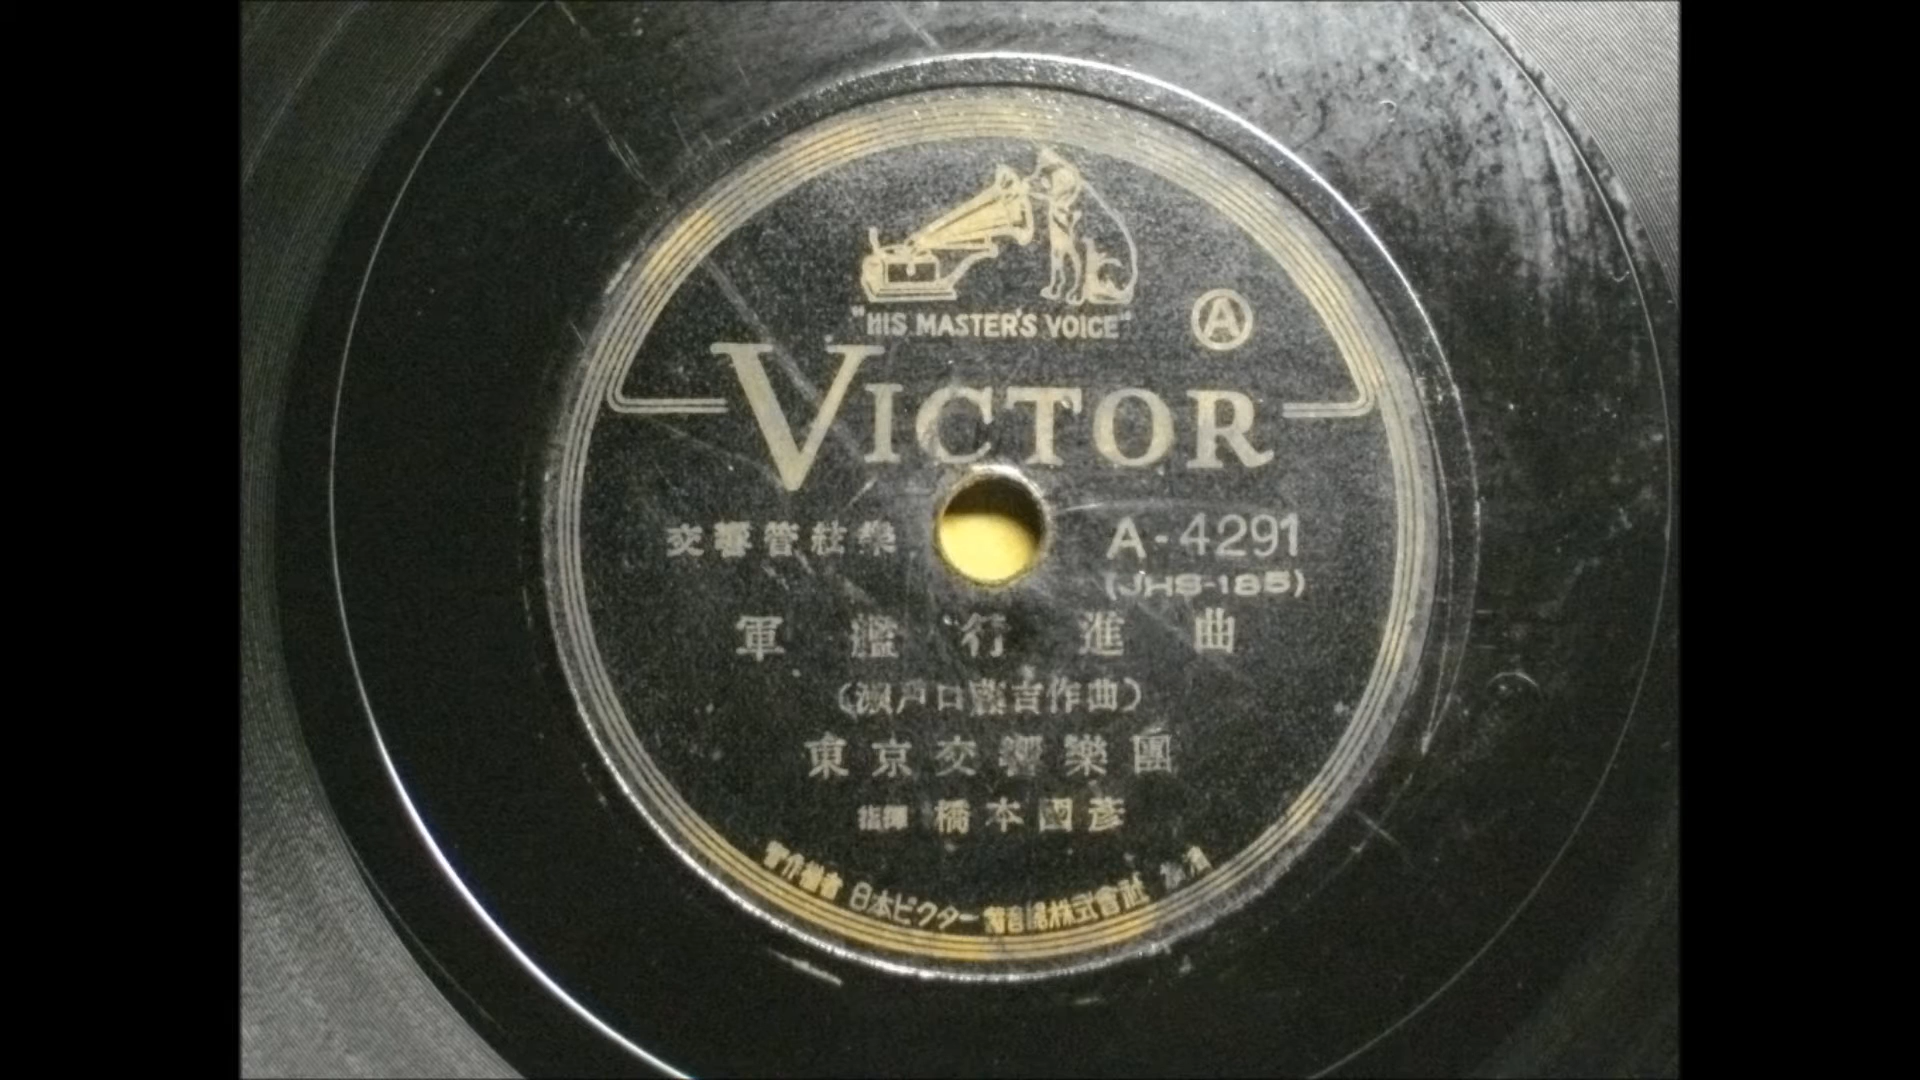 "HIS MASTER'S VOICE"
A
VICTOR
交響管絃樂
A-4291
(JHS-185)
軍艦行進曲
(瀬戸口藤吉作曲)
東京交響樂團
指揮 橋本國彦
日本ビクター蓄音器株式會社